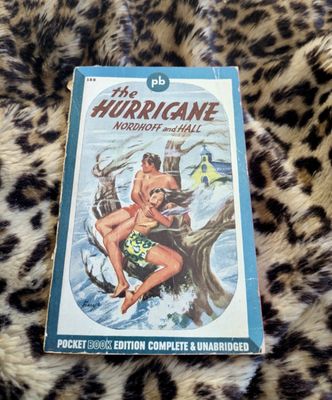 pb
the
HURRICANE
NORDHOFF and HALL
POCKET BOOK EDITION COMPLETE & UNABRIDGED